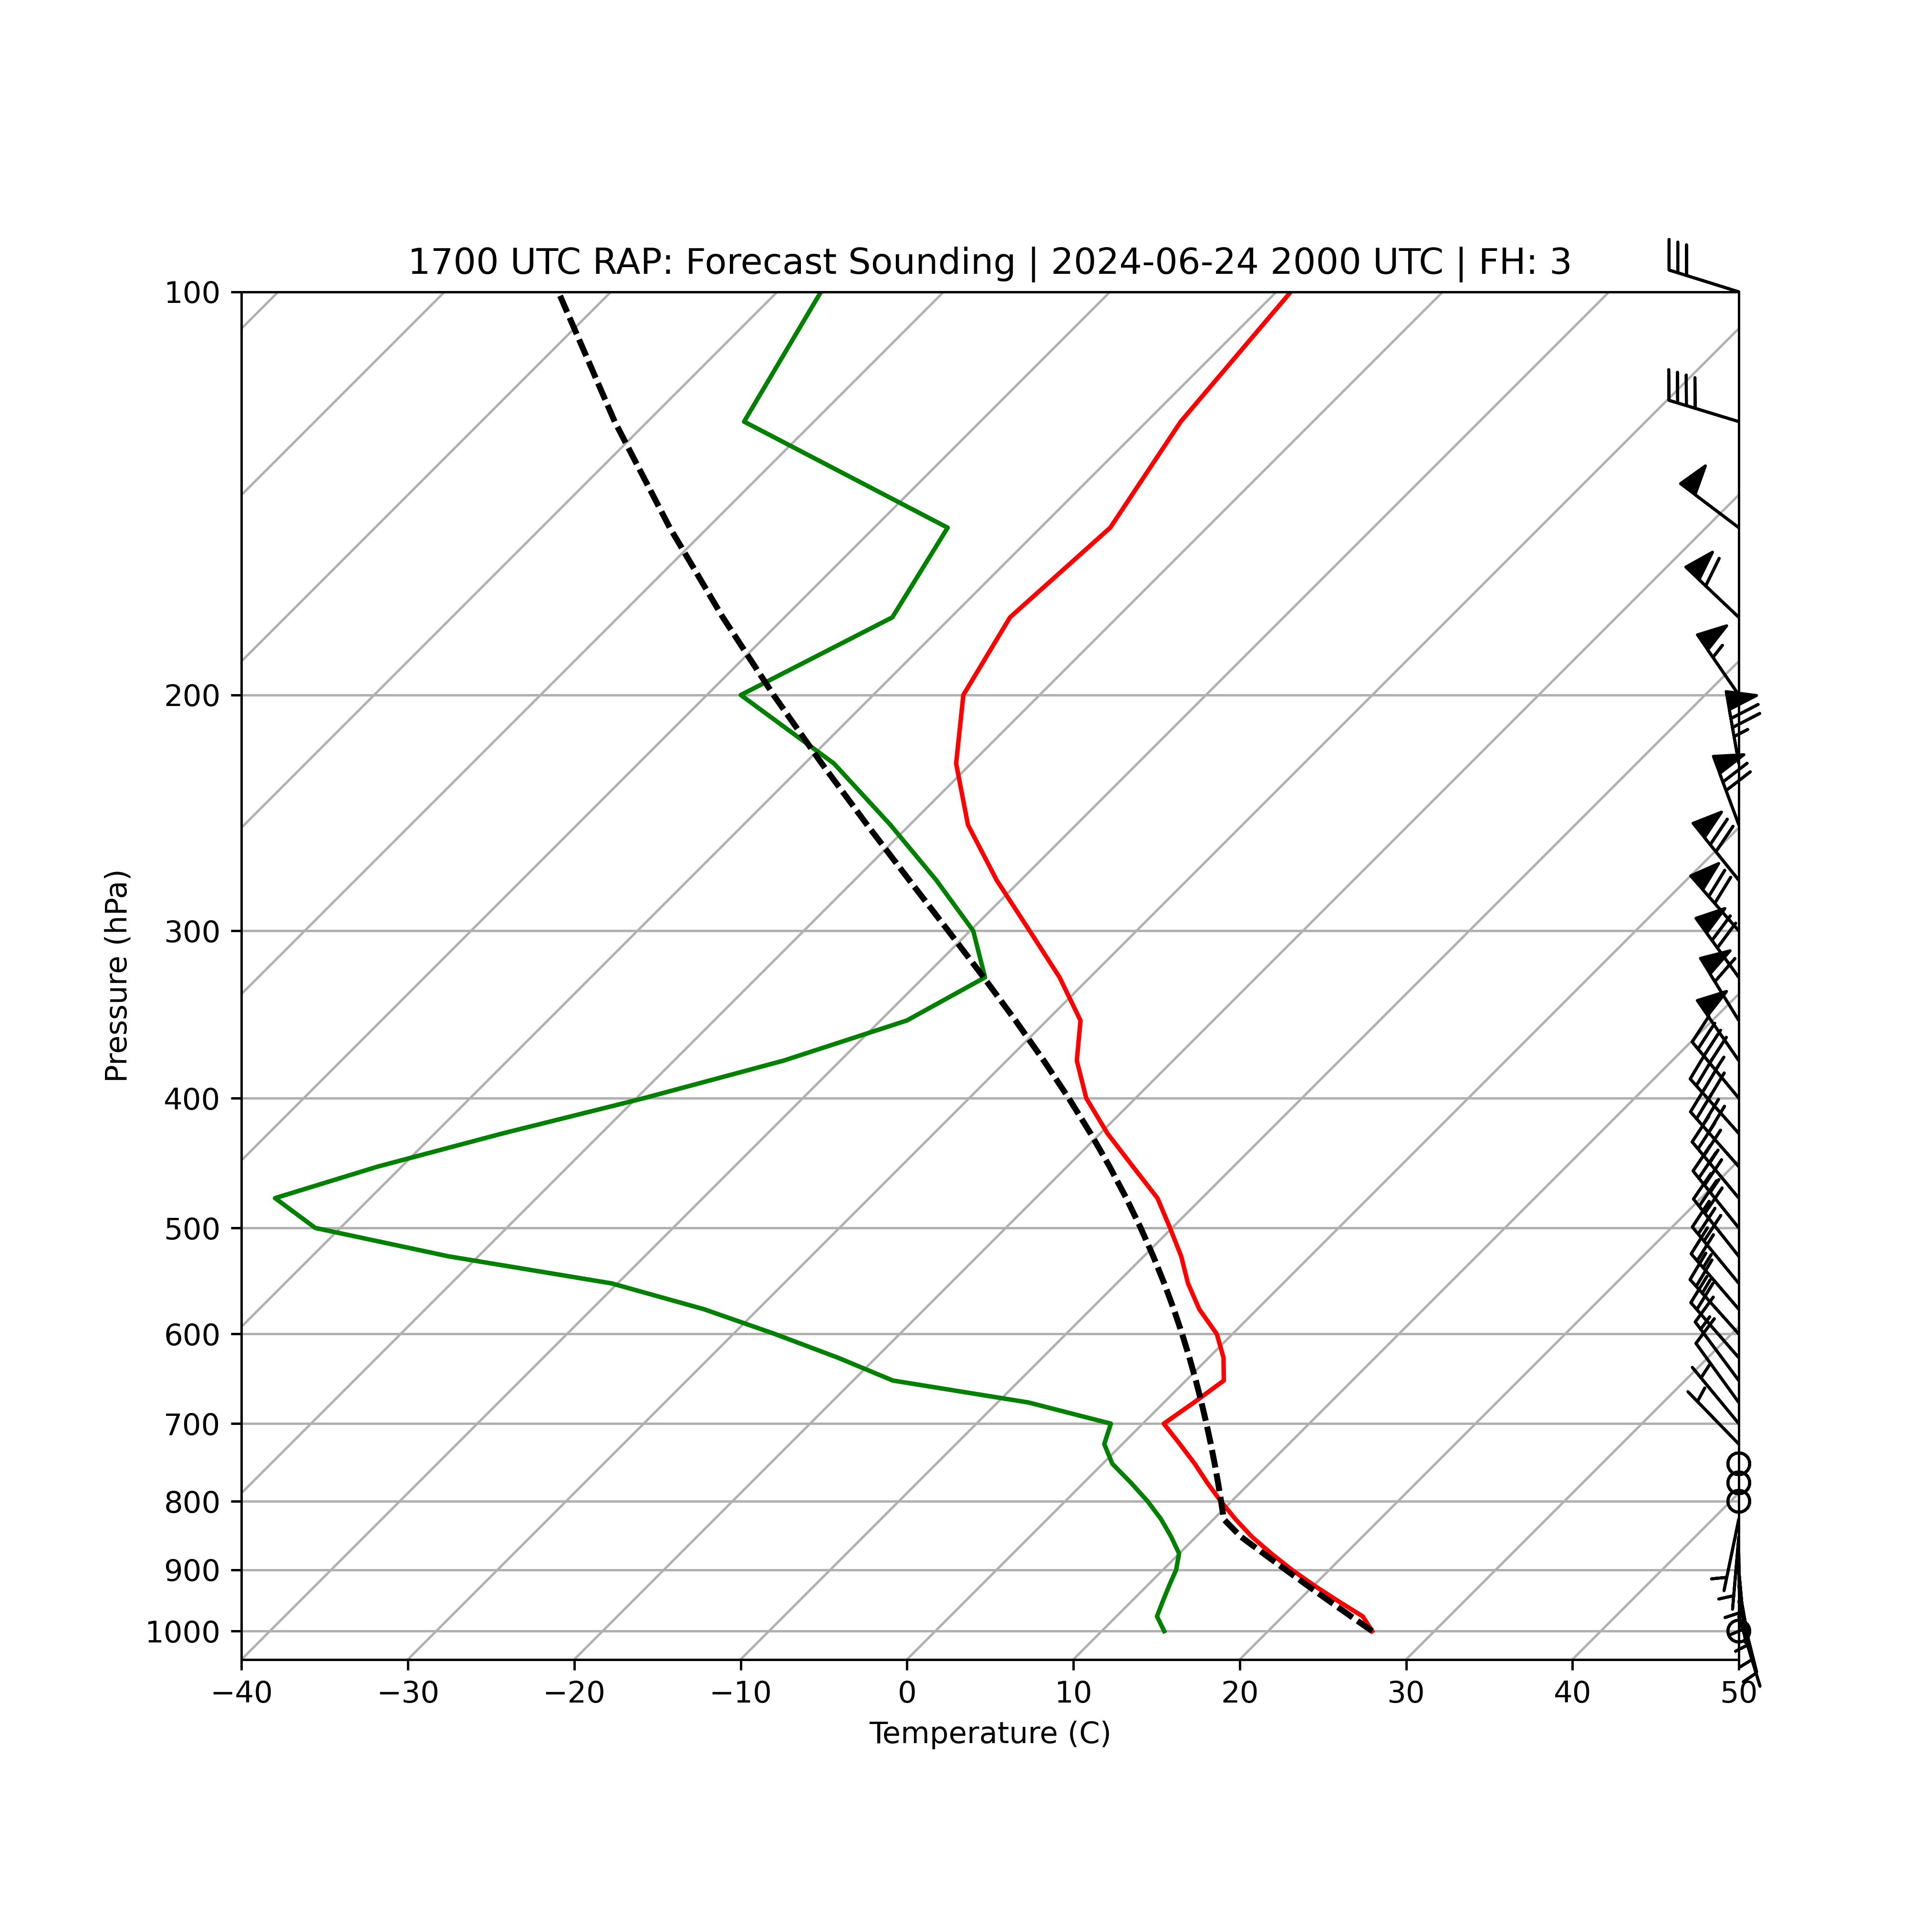 1700 UTC RAP: Forecast Sounding | 2024-06-24 2000 UTC | FH: 3
100
200
300
400
500
600
700
800
900
1000
Pressure (hPa)
−40 −30 −20 −10 0 10 20 30 40 50
Temperature (C)